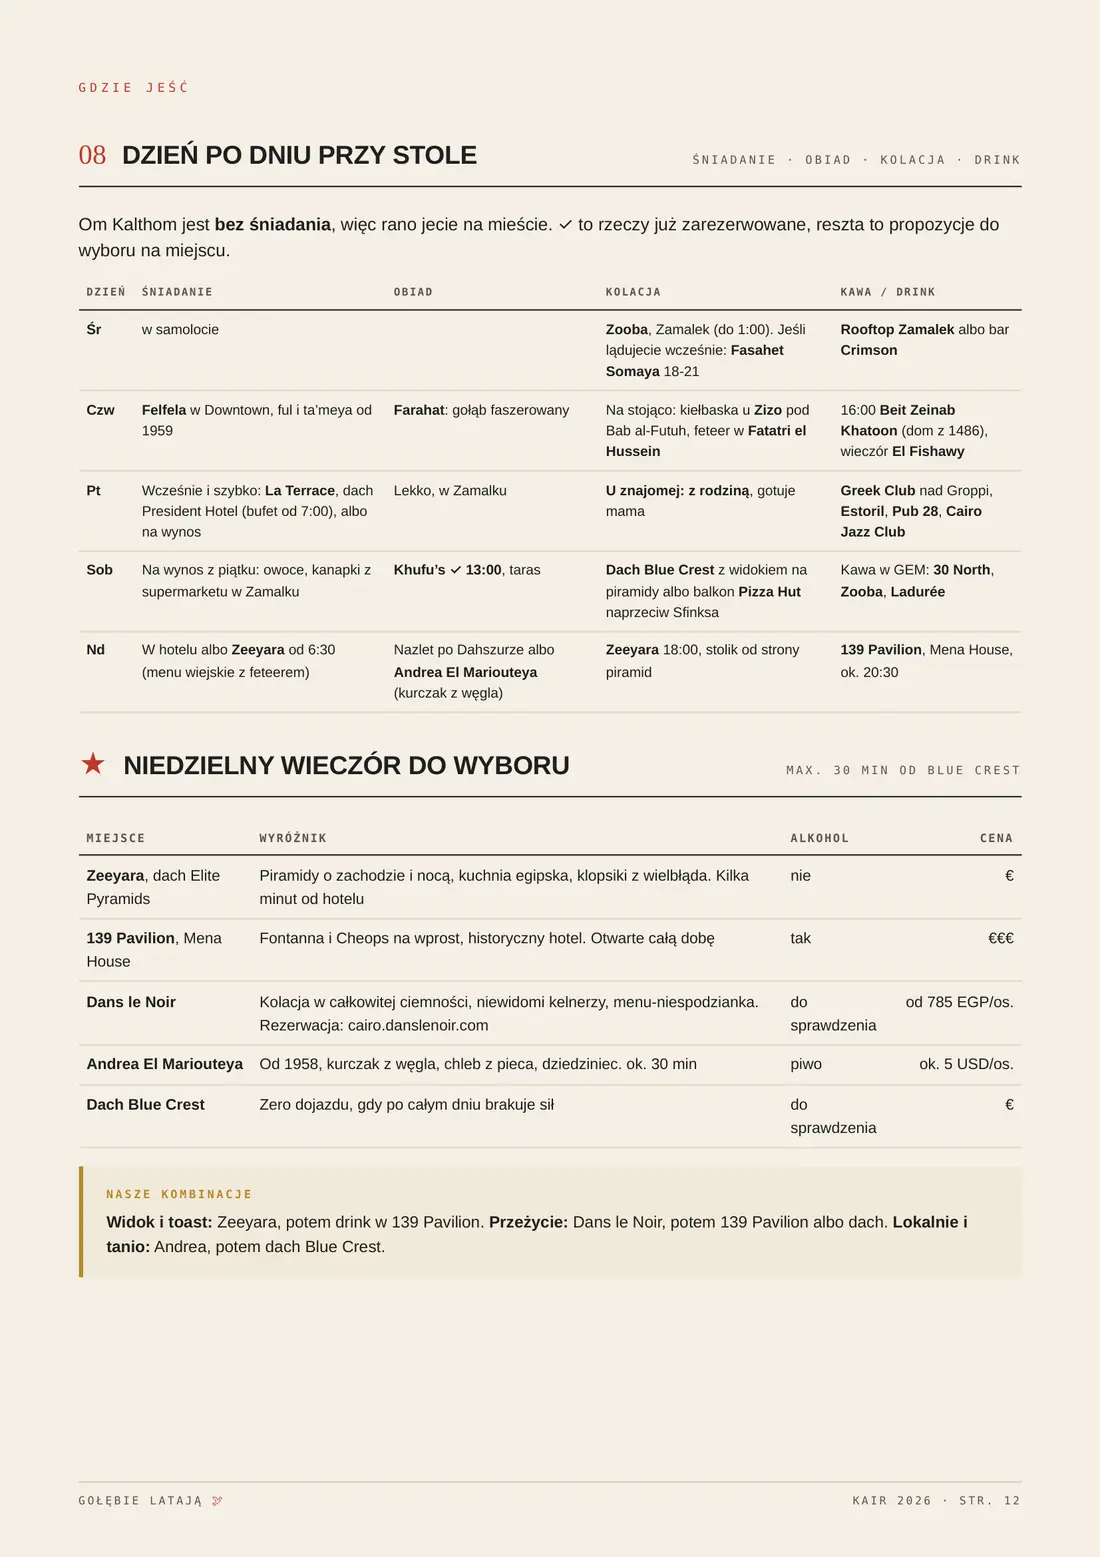 GDZIE JEŚĆ
08 DZIEŃ PO DNIU PRZY STOLE
ŚNIADANIE · OBIAD · KOLACJA · DRINK
Om Kalthom jest bez śniadania, więc rano jecie na mieście. ✓ to rzeczy już zarezerwowane, reszta to propozycje do
wyboru na miejscu.
DZIEŃ ŚNIADANIE OBIAD KOLACJA KAWA / DRINK
Śr
w samolocie
Zooba, Zamalek (do 1:00). Jeśli
lądujecie wcześnie: Fasahet
Somaya 18-21
Rooftop Zamalek albo bar
Crimson
Czw
Felfela w Downtown, ful i ta’meya od
1959
Farahat: gołąb faszerowany
Na stojąco: kiełbaska u Zizo pod
Bab al-Futuh, feteer w Fatatri el
Hussein
16:00 Beit Zeinab
Khatoon (dom z 1486),
wieczór El Fishawy
Pt
Wcześnie i szybko: La Terrace, dach
President Hotel (bufet od 7:00), albo
na wynos
Lekko, w Zamalku
U znajomej: z rodziną, gotuje
mama
Greek Club nad Groppi,
Estoril, Pub 28, Cairo
Jazz Club
Sob
Na wynos z piątku: owoce, kanapki z
supermarketu w Zamalku
Khufu’s ✓ 13:00, taras
Dach Blue Crest z widokiem na
piramidy albo balkon Pizza Hut
naprzeciw Sfinksa
Kawa w GEM: 30 North,
Zooba, Ladurée
Nd
W hotelu albo Zeeyara od 6:30
(menu wiejskie z feteerem)
Nazlet po Dahszurze albo
Andrea El Mariouteya
(kurczak z węgla)
Zeeyara 18:00, stolik od strony
piramid
139 Pavilion, Mena House,
ok. 20:30
★ NIEDZIELNY WIECZÓR DO WYBORU
MAX. 30 MIN OD BLUE CREST
MIEJSCE WYRÓŻNIK ALKOHOL CENA
Zeeyara, dach Elite
Pyramids
Piramidy o zachodzie i nocą, kuchnia egipska, klopsiki z wielbłąda. Kilka
minut od hotelu
nie
€
139 Pavilion, Mena
House
Fontanna i Cheops na wprost, historyczny hotel. Otwarte całą dobę
tak
€€€
Dans le Noir
Kolacja w całkowitej ciemności, niewidomi kelnerzy, menu-niespodzianka.
Rezerwacja: cairo.danslenoir.com
do
sprawdzenia
od 785 EGP/os.
Andrea El Mariouteya
Od 1958, kurczak z węgla, chleb z pieca, dziedziniec. ok. 30 min
piwo
ok. 5 USD/os.
Dach Blue Crest
Zero dojazdu, gdy po całym dniu brakuje sił
do
sprawdzenia
€
NASZE KOMBINACJE
Widok i toast: Zeeyara, potem drink w 139 Pavilion. Przeżycie: Dans le Noir, potem 139 Pavilion albo dach. Lokalnie i
tanio: Andrea, potem dach Blue Crest.
GOŁĘBIE LATAJĄ 🕊
KAIR 2026 · STR. 12